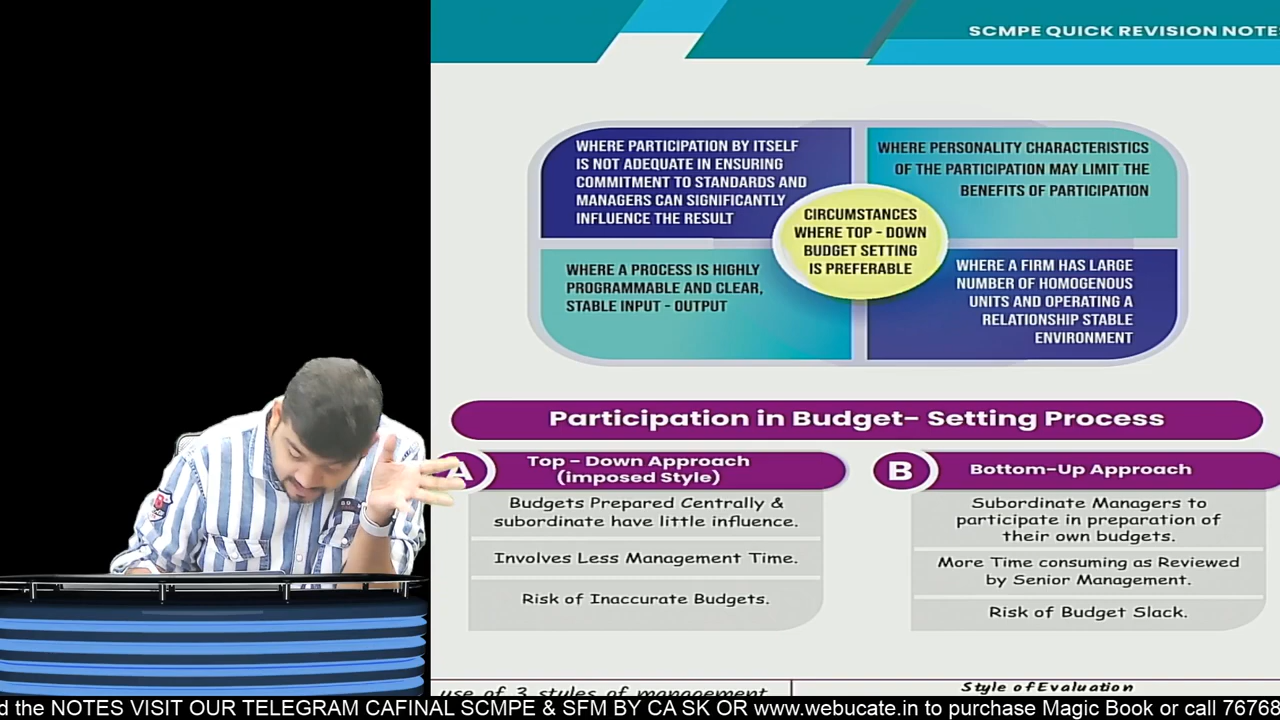 SCMPE QUICK REVISION NOTE
WHERE PARTICIPATION BY ITSELF
IS NOT ADEQUATE IN ENSURING
COMMITMENT TO STANDARDS AND
MANAGERS CAN SIGNIFICANTLY
INFLUENCE THE RESULT
WHERE PERSONALITY CHARACTERISTICS
OF THE PARTICIPATION MAY LIMIT THE
BENEFITS OF PARTICIPATION
CIRCUMSTANCES
WHERE TOP - DOWN
BUDGET SETTING
IS PREFERABLE
WHERE A PROCESS IS HIGHLY
PROGRAMMABLE AND CLEAR,
STABLE INPUT - OUTPUT
WHERE A FIRM HAS LARGE
NUMBER OF HOMOGENOUS
UNITS AND OPERATING A
RELATIONSHIP STABLE
ENVIRONMENT
Participation in Budget- Setting Process
A Top - Down Approach
(imposed Style)
Budgets Prepared Centrally &
subordinate have little influence.
Involves Less Management Time.
Risk of Inaccurate Budgets.
B Bottom-Up Approach
Subordinate Managers to
participate in preparation of
their own budgets.
More Time consuming as Reviewed
by Senior Management.
Risk of Budget Slack.
use of 3 styles of management
Style of Evaluation
d the NOTES VISIT OUR TELEGRAM CAFINAL SCMPE & SFM BY CA SK OR www.webucate.in to purchase Magic Book or call 76768